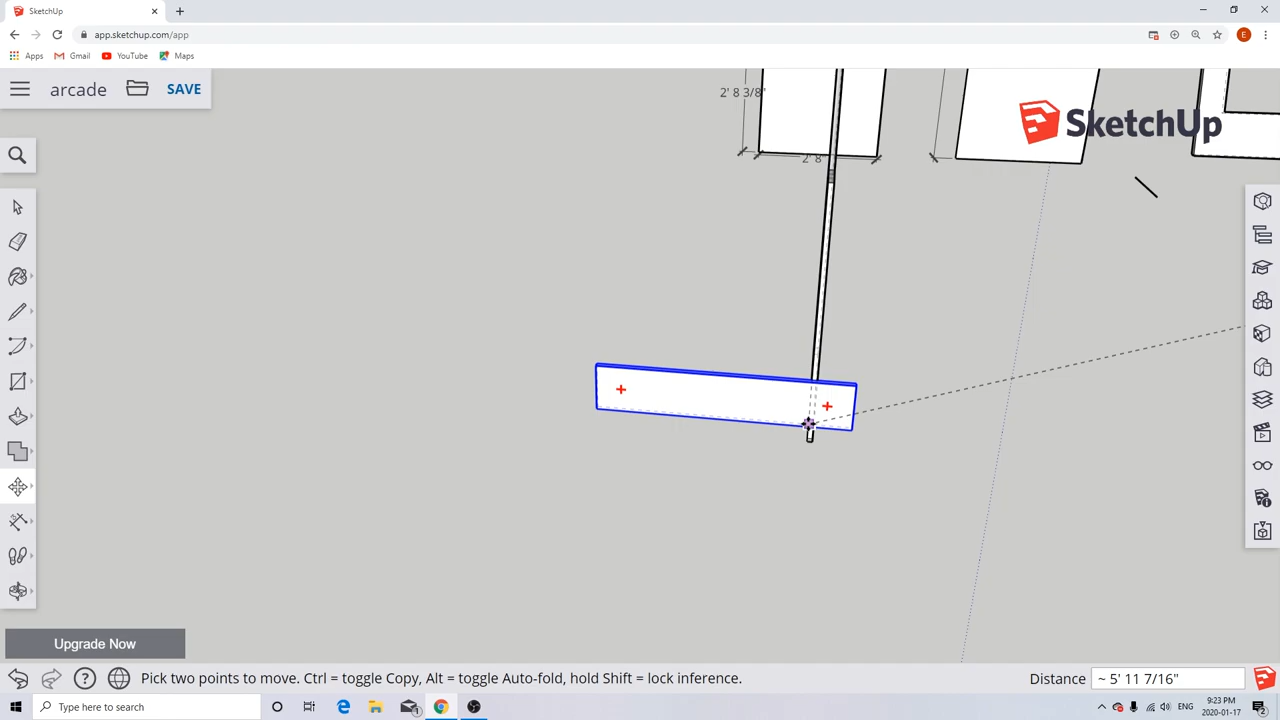 SketchUp
app.sketchup.com/app
E
Apps Gmail YouTube Maps
arcade SAVE
SketchUp
2' 8 3/8"
2' 8"
Upgrade Now
Pick two points to move. Ctrl = toggle Copy, Alt = toggle Auto-fold, hold Shift = lock inference.
Distance ~ 5' 11 7/16"
Type here to search
1
ENG
9:23 PM
2020-01-17
2